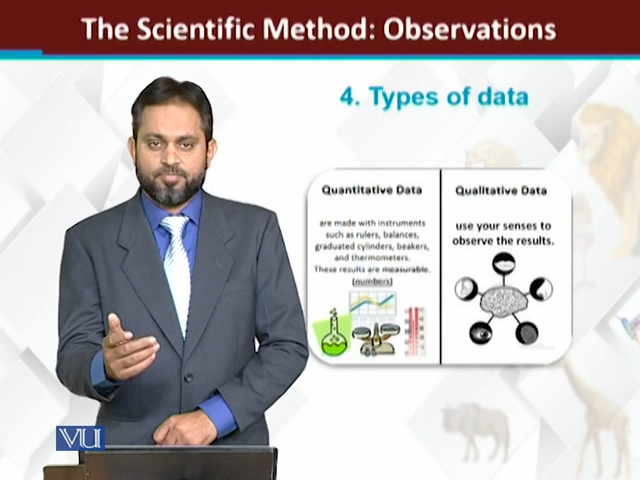 The Scientific Method: Observations
4. Types of data
Quantitative Data
are made with instruments
such as rulers, balances,
graduated cylinders, beakers,
and thermometers.
These results are measurable.
(numbers)
Qualitative Data
use your senses to
observe the results.
VU